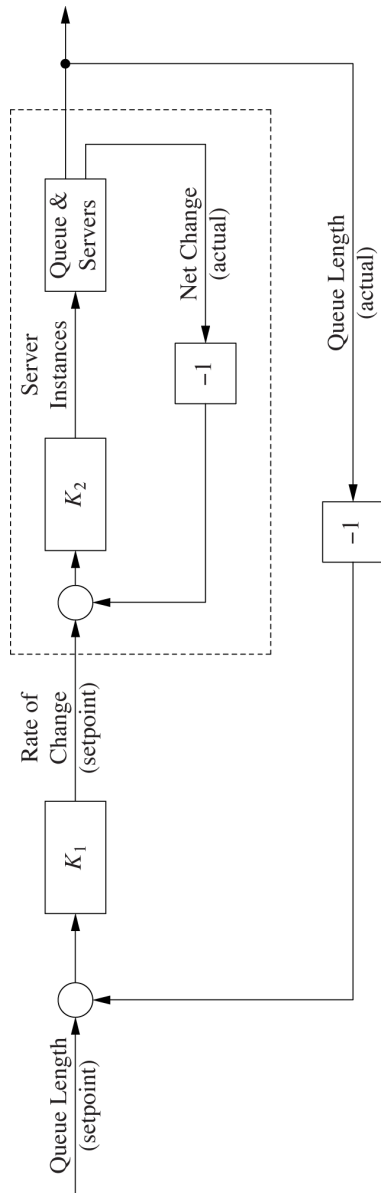 Queue Length
(setpoint)
K₁
Rate of
Change
(setpoint)
K₂
Server
Instances
Queue &
Servers
Net Change
(actual)
−1
Queue Length
(actual)
−1